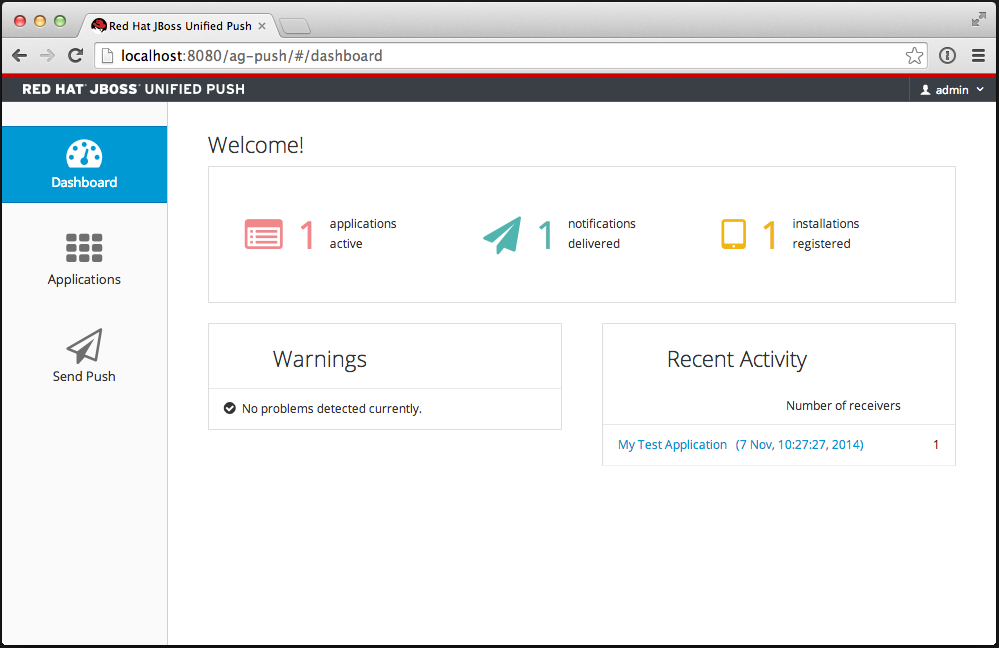 Red Hat JBoss Unified Push
localhost:8080/ag-push/#/dashboard
RED HAT® JBOSS® UNIFIED PUSH
admin
Dashboard
Applications
Send Push
Welcome!
1 applications active
1 notifications delivered
1 installations registered
Warnings
No problems detected currently.
Recent Activity
Number of receivers
My Test Application (7 Nov, 10:27:27, 2014) 1